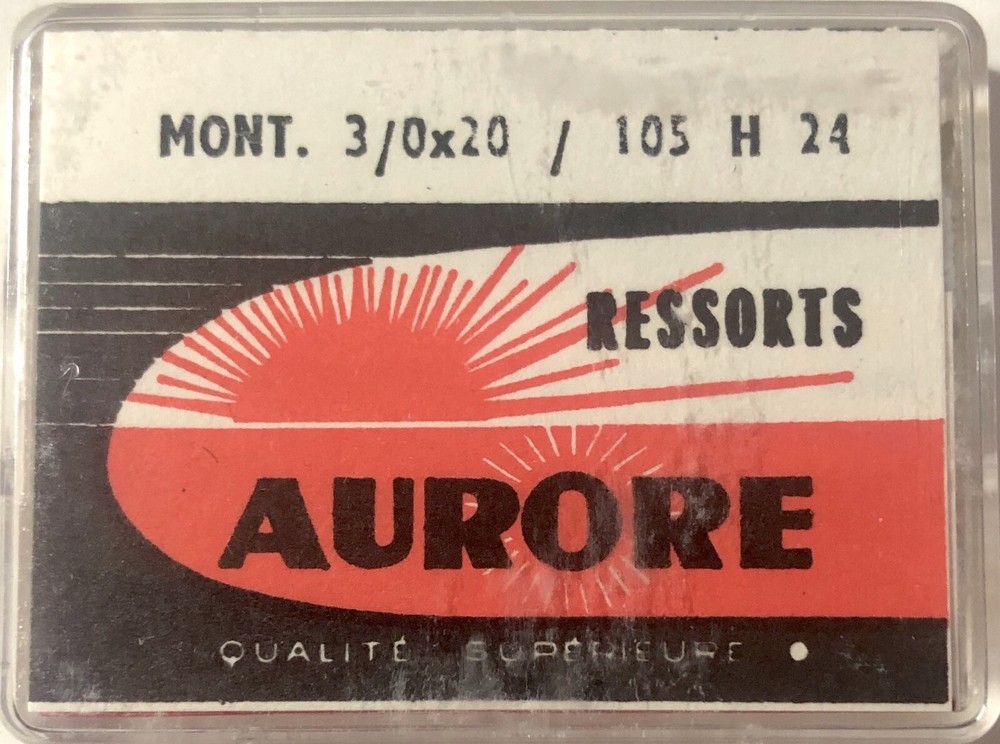 MONT. 3/0x20 / 105 H 24
RESSORTS
AURORE
QUALITÉ SUPÉRIEURE